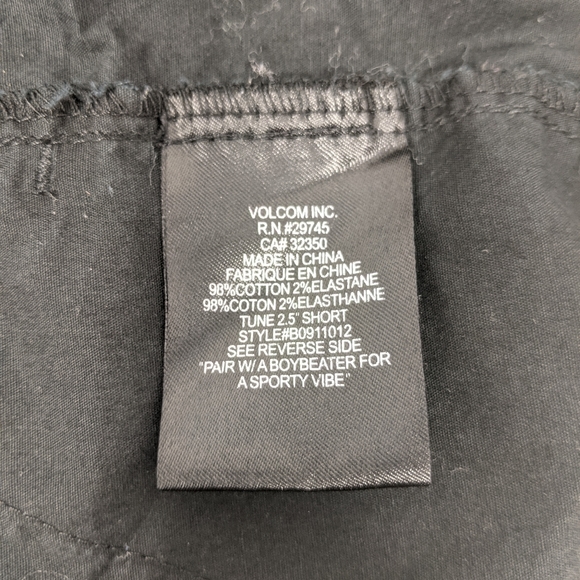 VOLCOM INC.
R.N.#29745
CA# 32350
MADE IN CHINA
FABRIQUE EN CHINE
98%COTTON 2%ELASTANE
98%COTON 2%ELASTHANNE
TUNE 2.5" SHORT
STYLE#B0911012
SEE REVERSE SIDE
"PAIR W/ A BOYBEATER FOR
A SPORTY VIBE"